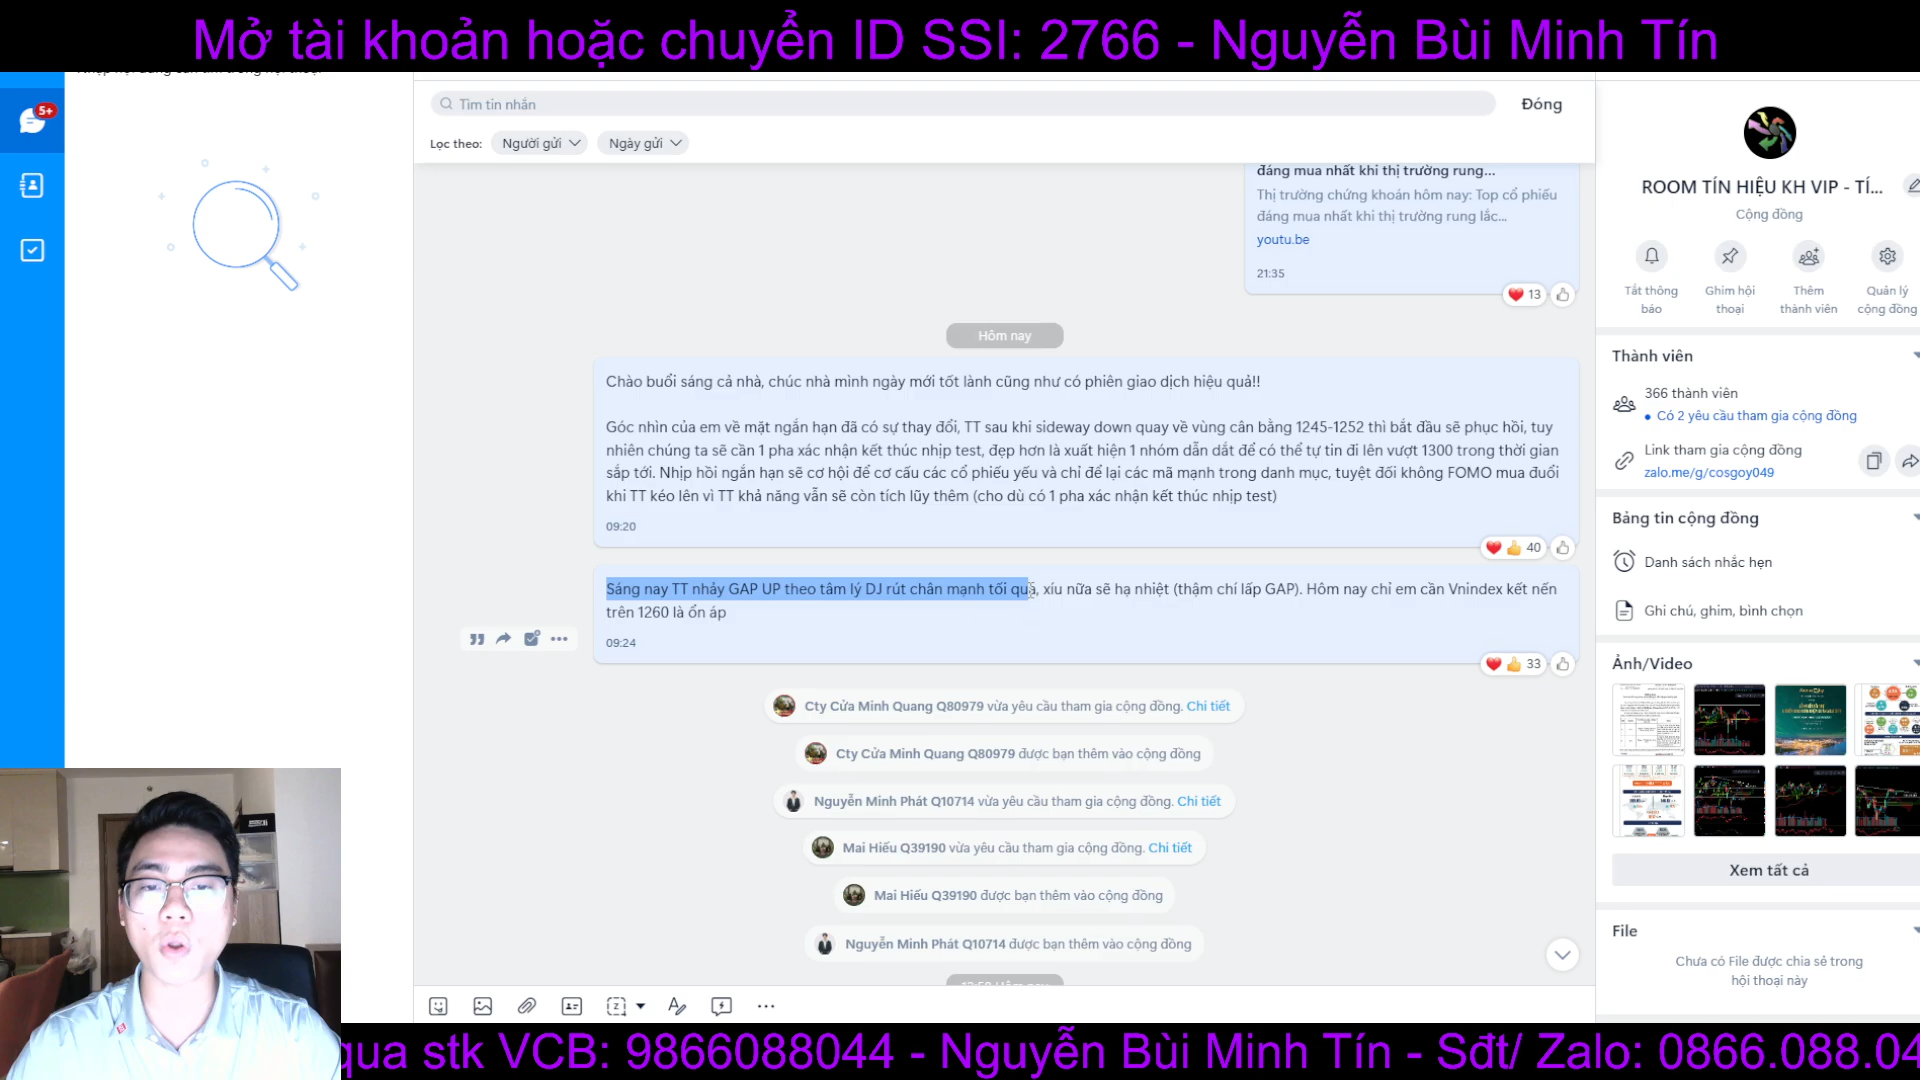 Mở tài khoản hoặc chuyển ID SSI: 2766 - Nguyễn Bùi Minh Tín
5+
Tìm tin nhắn
Đóng
Lọc theo:
Người gửi
Ngày gửi
đáng mua nhất khi thị trường rung...
Thị trường chứng khoán hôm nay: Top cổ phiếu
đáng mua nhất khi thị trường rung lắc...
youtu.be
21:35
13
Hôm nay
Chào buổi sáng cả nhà, chúc nhà mình ngày mới tốt lành cũng như có phiên giao dịch hiệu quả!!
Góc nhìn của em về mặt ngắn hạn đã có sự thay đổi, TT sau khi sideway down quay về vùng cân bằng 1245-1252 thì bắt đầu sẽ phục hồi, tuy
nhiên chúng ta sẽ cần 1 pha xác nhận kết thúc nhịp test, đẹp hơn là xuất hiện 1 nhóm dẫn dắt để có thể tự tin đi lên vượt 1300 trong thời gian
sắp tới. Nhịp hồi ngắn hạn sẽ cơ hội để cơ cấu các cổ phiếu yếu và chỉ để lại các mã mạnh trong danh mục, tuyệt đối không FOMO mua đuổi
khi TT kéo lên vì TT khả năng vẫn sẽ còn tích lũy thêm (cho dù có 1 pha xác nhận kết thúc nhịp test)
09:20
40
Sáng nay TT nhảy GAP UP theo tâm lý DJ rút chân mạnh tối quá, xíu nữa sẽ hạ nhiệt (thậm chí lấp GAP). Hôm nay chỉ em cần Vnindex kết nến
trên 1260 là ổn áp
09:24
33
Cty Cửa Minh Quang Q80979 vừa yêu cầu tham gia cộng đồng. Chi tiết
Cty Cửa Minh Quang Q80979 được bạn thêm vào cộng đồng
Nguyễn Minh Phát Q10714 vừa yêu cầu tham gia cộng đồng. Chi tiết
Mai Hiếu Q39190 vừa yêu cầu tham gia cộng đồng. Chi tiết
Mai Hiếu Q39190 được bạn thêm vào cộng đồng
Nguyễn Minh Phát Q10714 được bạn thêm vào cộng đồng
ROOM TÍN HIỆU KH VIP - TÍ...
Cộng đồng
Tắt thông
báo
Ghim hội
thoại
Thêm
thành viên
Quản lý
cộng đồng
Thành viên
366 thành viên
Có 2 yêu cầu tham gia cộng đồng
Link tham gia cộng đồng
zalo.me/g/cosgoy049
Bảng tin cộng đồng
Danh sách nhắc hẹn
Ghi chú, ghim, bình chọn
Ảnh/Video
Xem tất cả
File
Chưa có File được chia sẻ trong
hội thoại này
qua stk VCB: 9866088044 - Nguyễn Bùi Minh Tín - Sđt/ Zalo: 0866.088.04